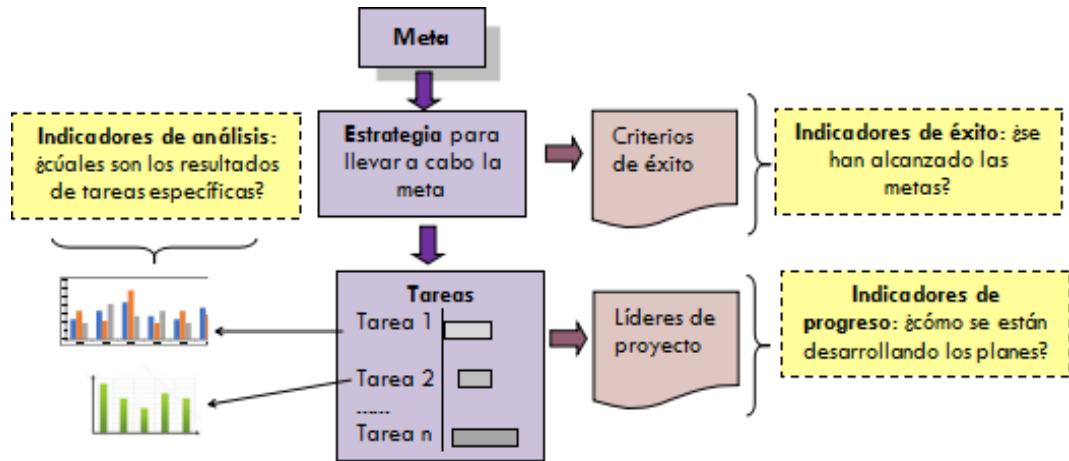 Meta
Indicadores de análisis:
¿cúales son los resultados
de tareas específicas?
Estrategia para
llevar a cabo la
meta
Criterios
de éxito
Indicadores de éxito: ¿se
han alcanzado las
metas?
Tareas
Tarea 1
Tarea 2
......
Tarea n
Líderes de
proyecto
Indicadores de
progreso: ¿cómo se están
desarrollando los planes?